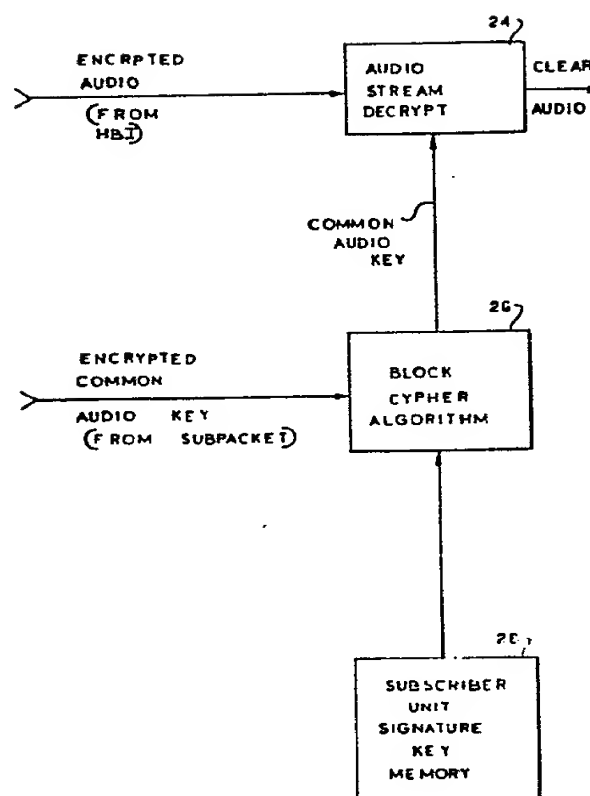 24
ENCRPTED
AUDIO
(FROM
HBI)
AUDIO
STREAM
DECRYPT
CLEAR
AUDIO
COMMON
AUDIO
KEY
26
ENCRYPTED
COMMON
AUDIO KEY
(FROM SUBPACKET)
BLOCK
CYPHER
ALGORITHM
28
SUBSCRIBER
UNIT
SIGNATURE
KEY
MEMORY